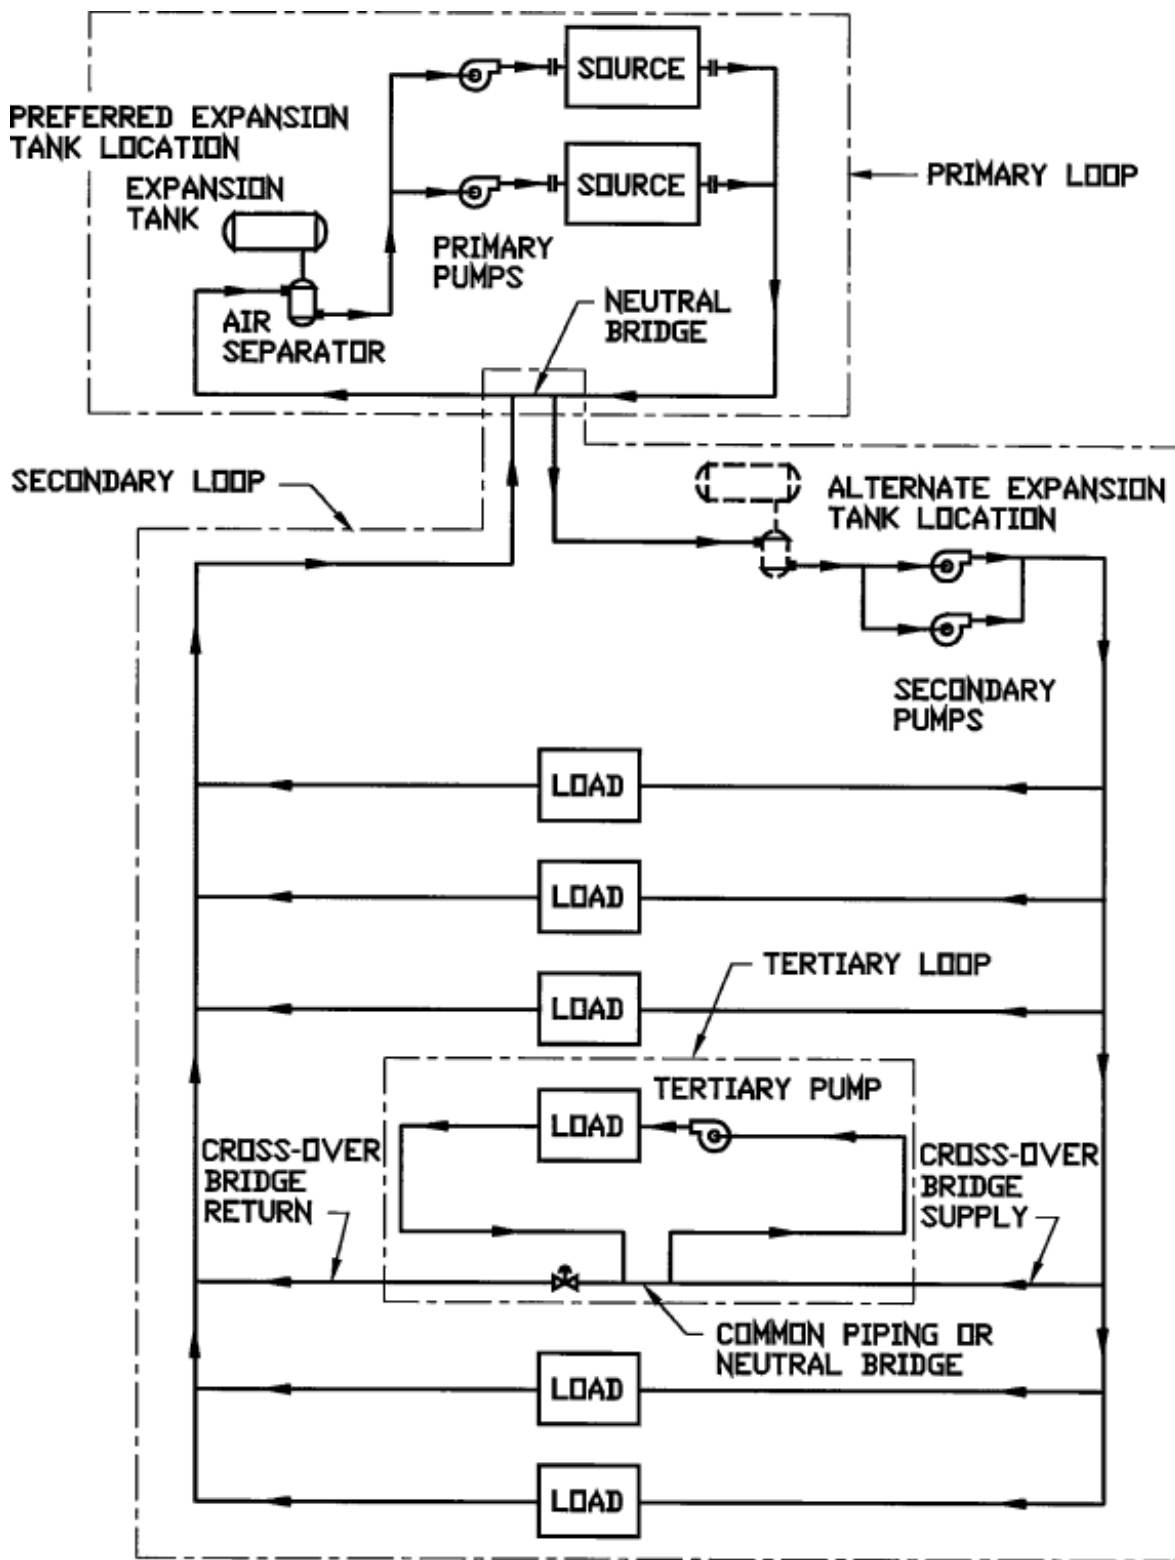 SOURCE
PREFERRED EXPANSION
TANK LOCATION
EXPANSION
TANK
SOURCE
PRIMARY LOOP
PRIMARY
PUMPS
NEUTRAL
BRIDGE
AIR
SEPARATOR
SECONDARY LOOP
ALTERNATE EXPANSION
TANK LOCATION
SECONDARY
PUMPS
LOAD
LOAD
TERTIARY LOOP
LOAD
TERTIARY PUMP
LOAD
CROSS-OVER
BRIDGE
RETURN
CROSS-OVER
BRIDGE
SUPPLY
COMMON PIPING OR
NEUTRAL BRIDGE
LOAD
LOAD